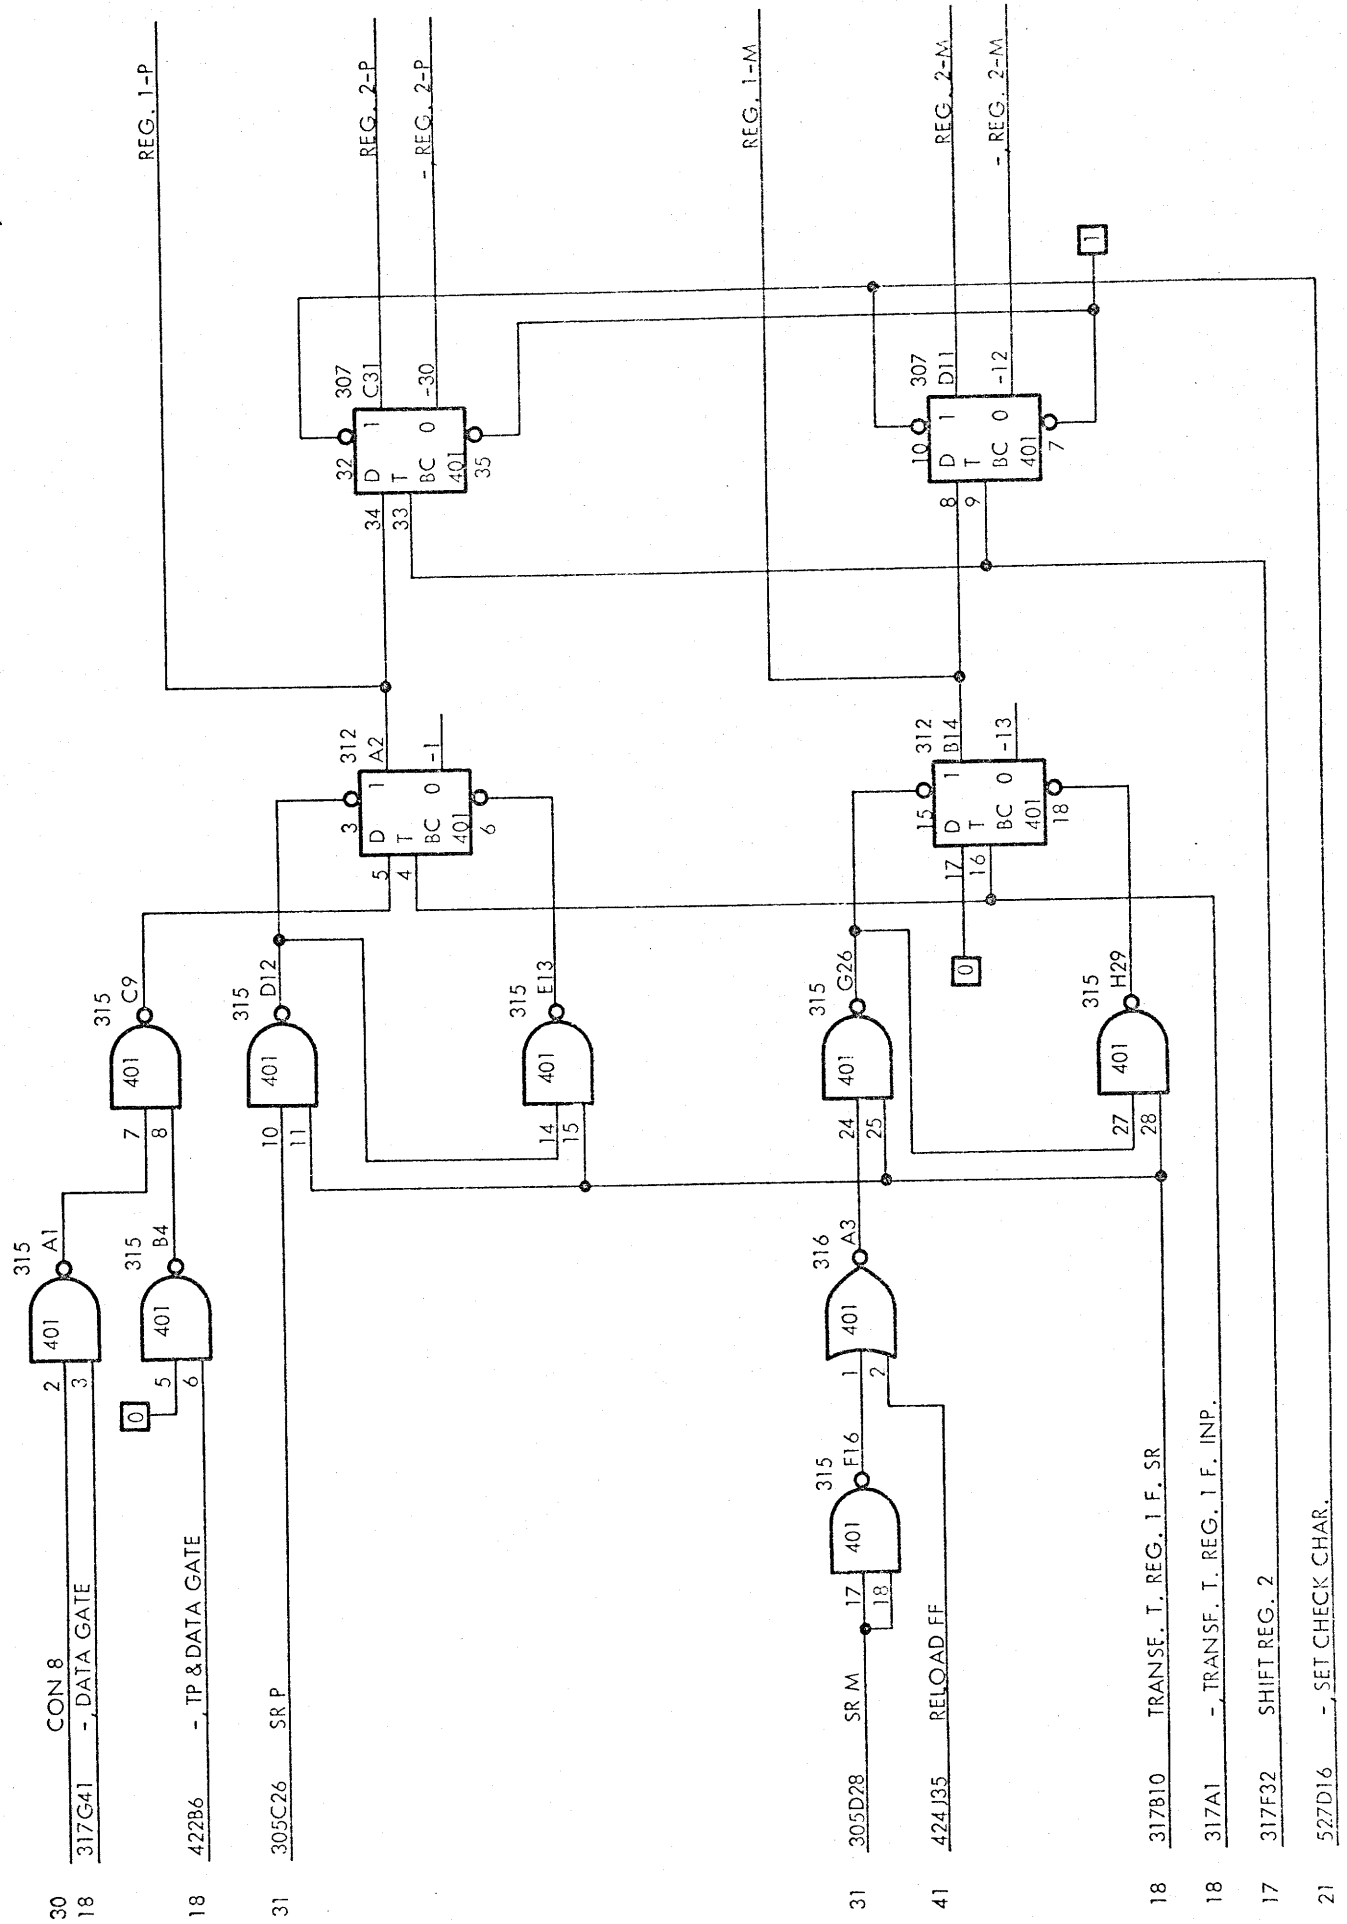 30 CON 8
18 317G41 -, DATA GATE
18 422B6 -, TP & DATA GATE
31 305C26 SR P
31 305D28 SR M
41 424J35 RELOAD FF
18 317B10 TRANSF. T. REG. 1 F. SR
18 317A1 -, TRANSF. T. REG. 1 F. INP.
17 317F32 SHIFT REG. 2
21 527D16 -, SET CHECK CHAR.
2
3
401
315
A1
0
5
6
401
315
B4
7
8
401
315
C9
10
11
401
315
D12
14
15
401
315
E13
17
18
401
315
F16
1
2
401
316
A3
24
25
401
315
G26
27
28
401
315
H29
0
5
4
3
D 1
T
BC 0
401
6
312
A2
-1
17
16
15
D 1
T
BC 0
401
18
312
B14
-13
34
33
32
D 1
T
BC 0
401
35
307
C31
-30
8
9
10
D 1
T
BC 0
401
7
307
D11
-12
1
REG. 1-P
REG. 2-P
-, REG. 2-P
REG. 1-M
REG. 2-M
-, REG. 2-M